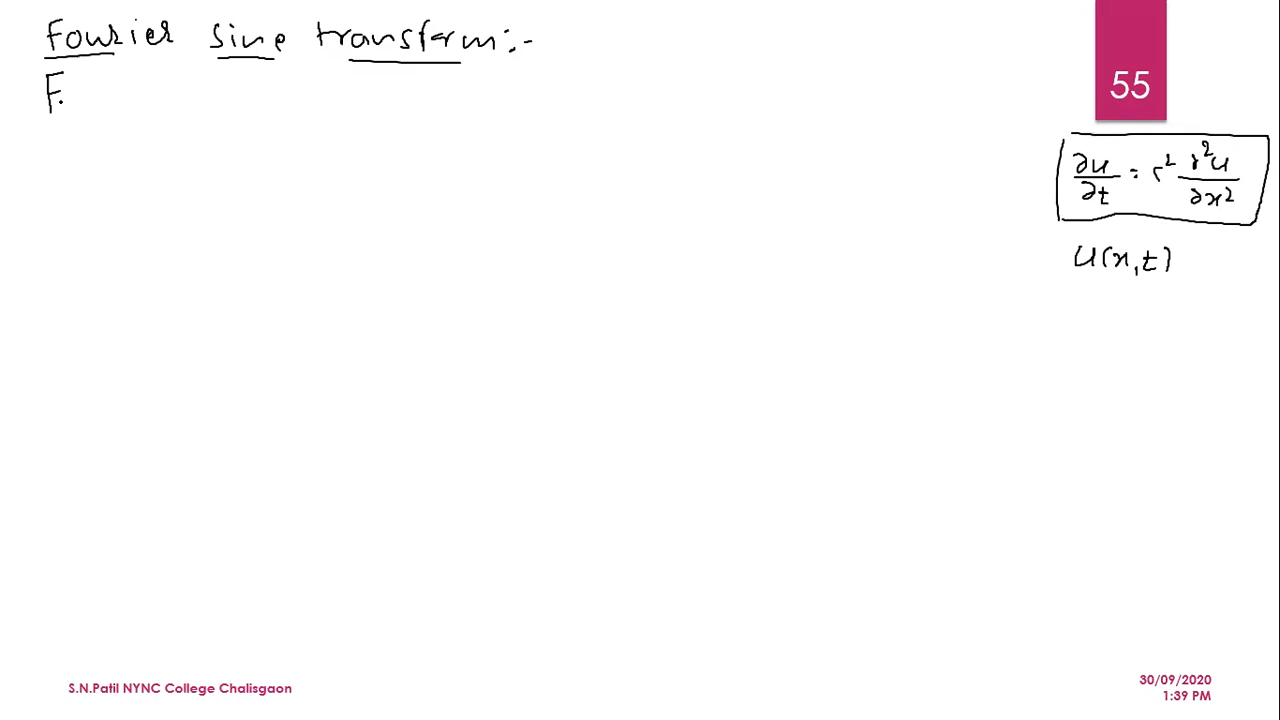 Fourier sine transform:-
F.
55
∂u/∂t = c² ∂²u/∂x²
u(x,t)
S.N.Patil NYNC College Chalisgaon
30/09/2020
1:39 PM